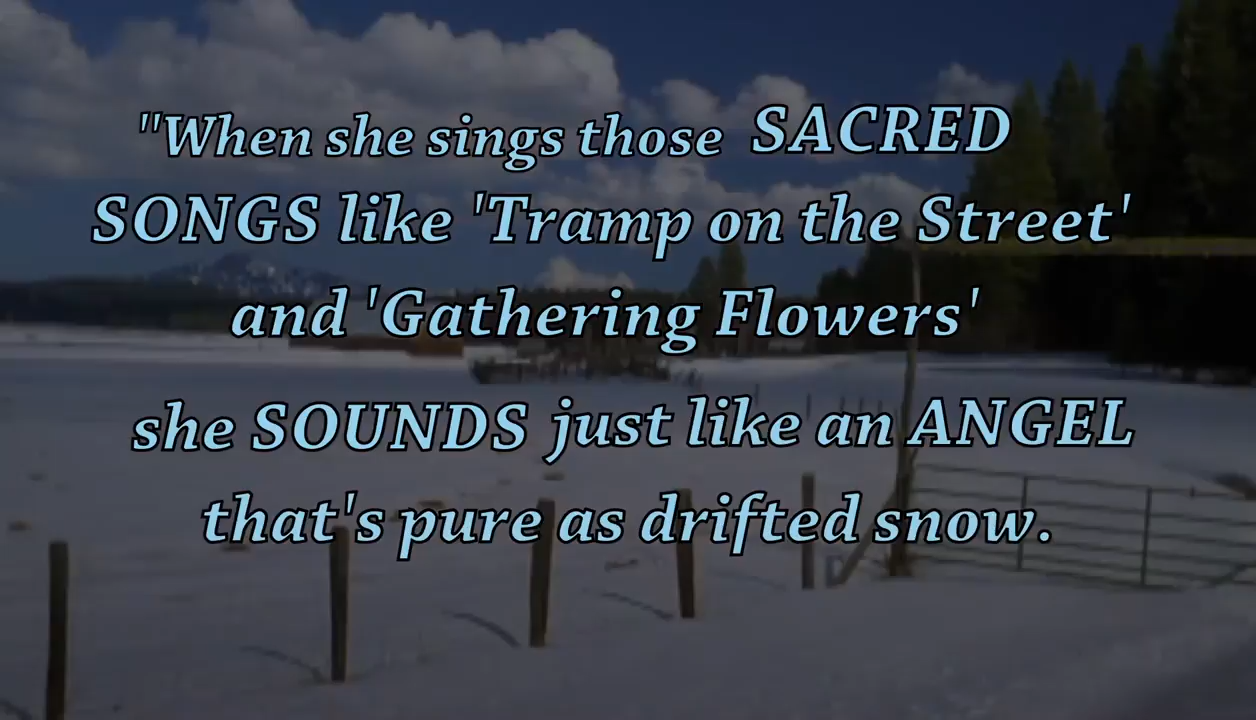 "When she sings those SACRED
SONGS like 'Tramp on the Street'
and 'Gathering Flowers'
she SOUNDS just like an ANGEL
that's pure as drifted snow.